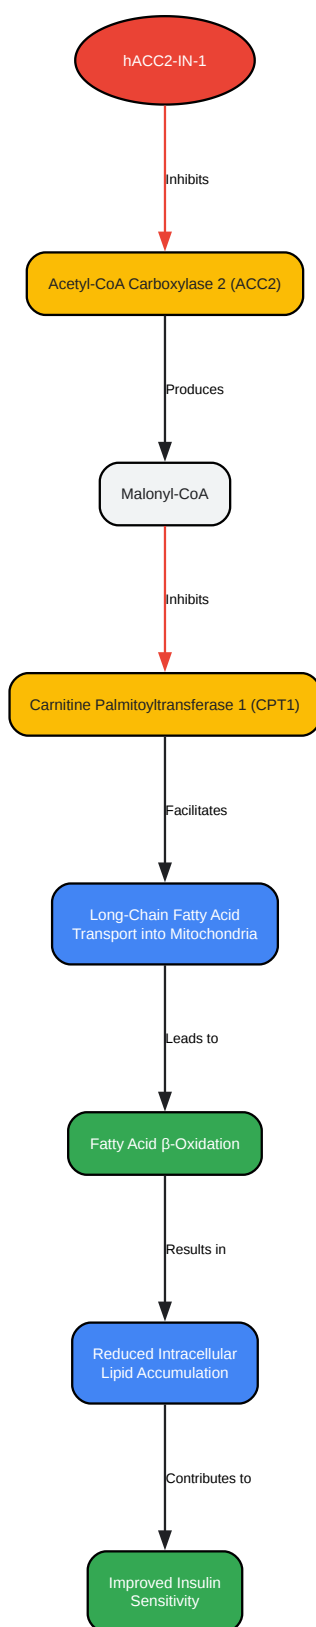 hACC2-IN-1
Inhibits
Acetyl-CoA Carboxylase 2 (ACC2)
Produces
Malonyl-CoA
Inhibits
Carnitine Palmitoyltransferase 1 (CPT1)
Facilitates
Long-Chain Fatty Acid
Transport into Mitochondria
Leads to
Fatty Acid β-Oxidation
Results in
Reduced Intracellular
Lipid Accumulation
Contributes to
Improved Insulin
Sensitivity